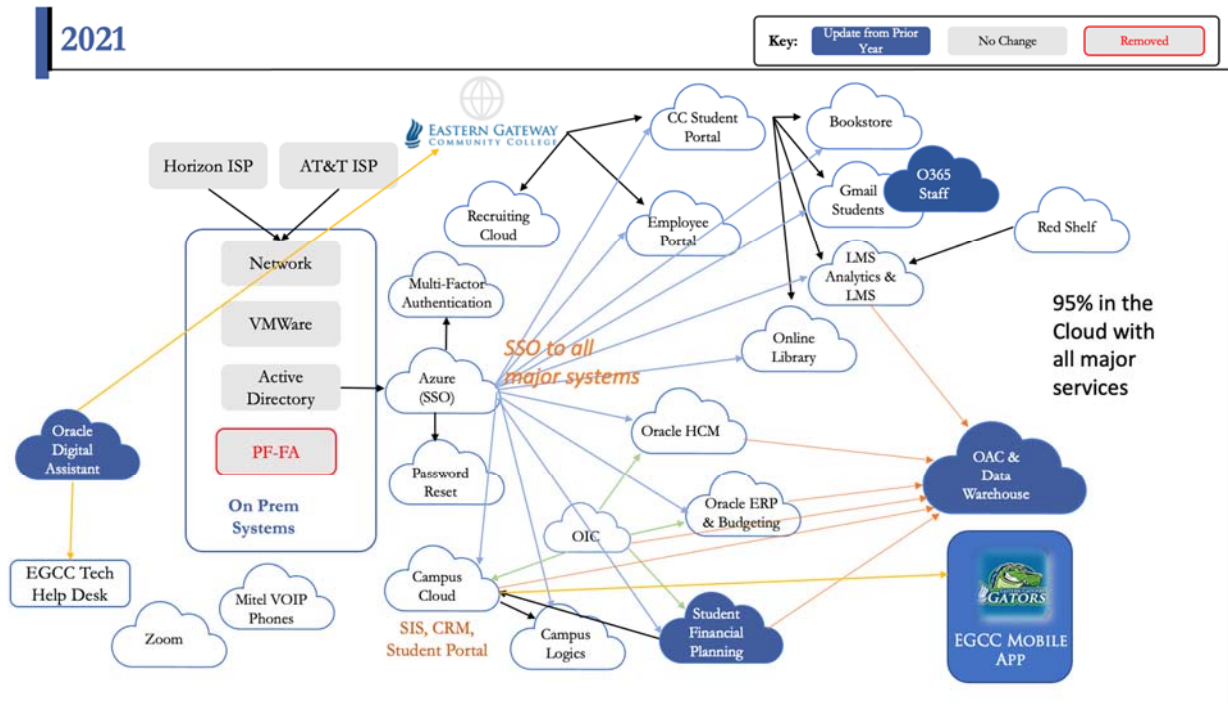 2021
Key:
Update from Prior
Year
No Change
Removed
EASTERN GATEWAY
COMMUNITY COLLEGE
CC Student
Portal
Bookstore
O365
Staff
Gmail
Students
Horizon ISP
AT&T ISP
Recruiting
Cloud
Employee
Portal
Red Shelf
Network
Multi-Factor
Authentication
LMS
Analytics &
LMS
95% in the
Cloud with
all major
services
VMWare
Online
Library
SSO to all
major systems
Active
Directory
Azure
(SSO)
Oracle
Digital
Assistant
PF-FA
Oracle HCM
OAC &
Data
Warehouse
Password
Reset
On Prem
Systems
Oracle ERP
& Budgeting
OIC
EGCC Tech
Help Desk
Campus
Cloud
Mitel VOIP
Phones
Zoom
SIS, CRM,
Student Portal
Campus
Logics
Student
Financial
Planning
EASTERN GATEWAY
GATORS
EGCC MOBILE
APP